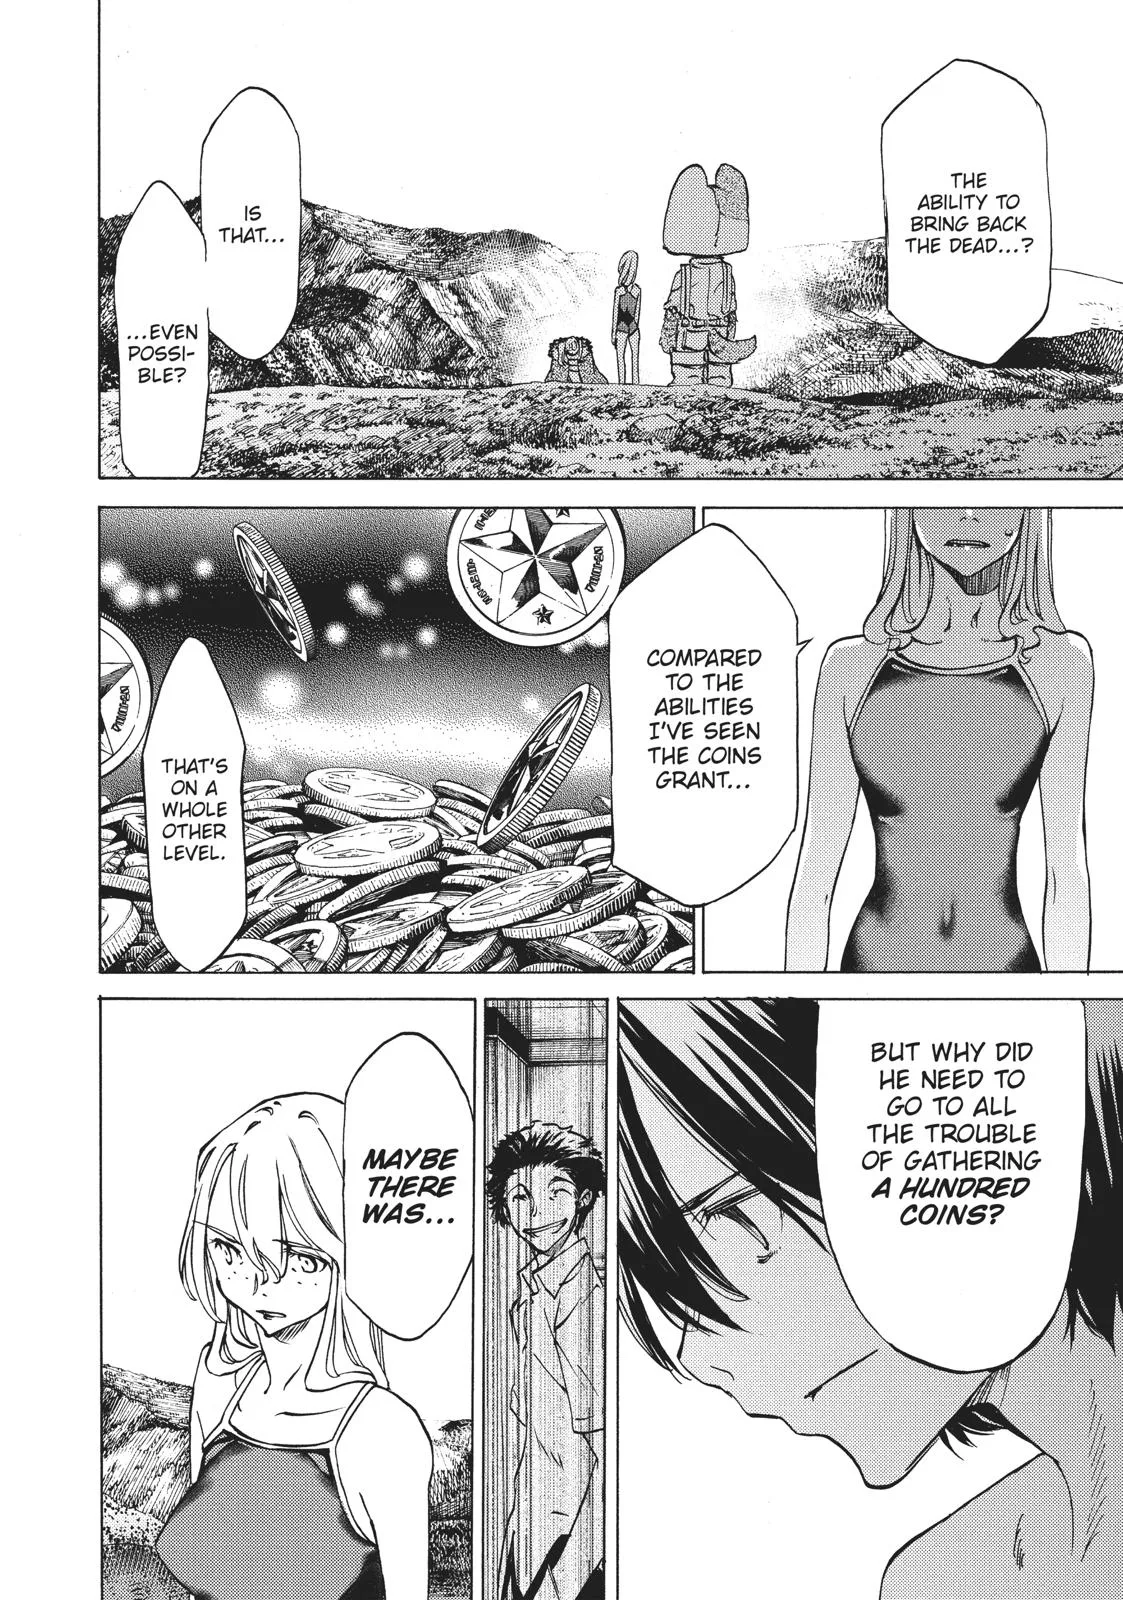 THE
ABILITY TO
BRING BACK
THE DEAD...?
IS
THAT...
...EVEN
POSSI-
BLE?
COMPARED
TO THE
ABILITIES
I'VE SEEN
THE COINS
GRANT...
THAT'S
ON A
WHOLE
OTHER
LEVEL.
BUT WHY DID
HE NEED TO
GO TO ALL
THE TROUBLE
OF GATHERING
A HUNDRED
COINS?
MAYBE
THERE
WAS...